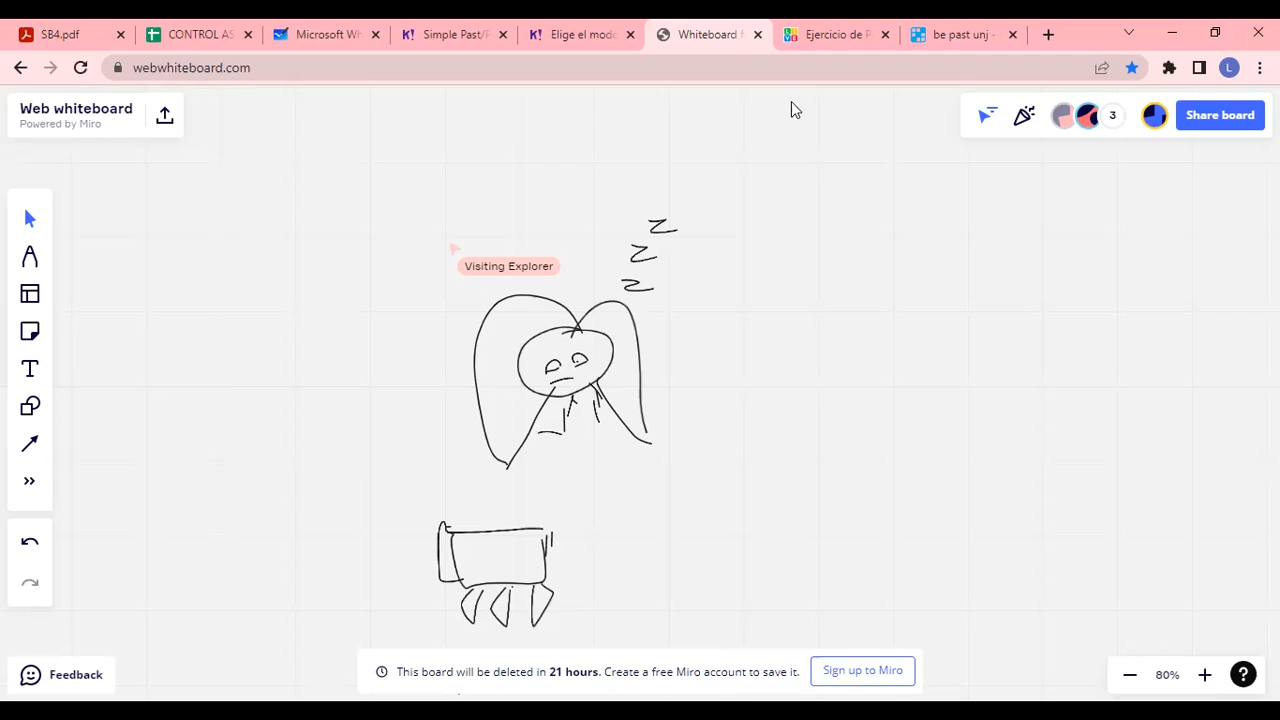 SB4.pdf
CONTROL AS
Microsoft Wh
K! Simple Past/P
K! Elige el mode
Whiteboard f
Ejercicio de P
be past unj -
webwhiteboard.com
L
Web whiteboard
Powered by Miro
3
Share board
Z
Z
Z
Visiting Explorer
T
This board will be deleted in 21 hours. Create a free Miro account to save it.
Sign up to Miro
Feedback
80%
?